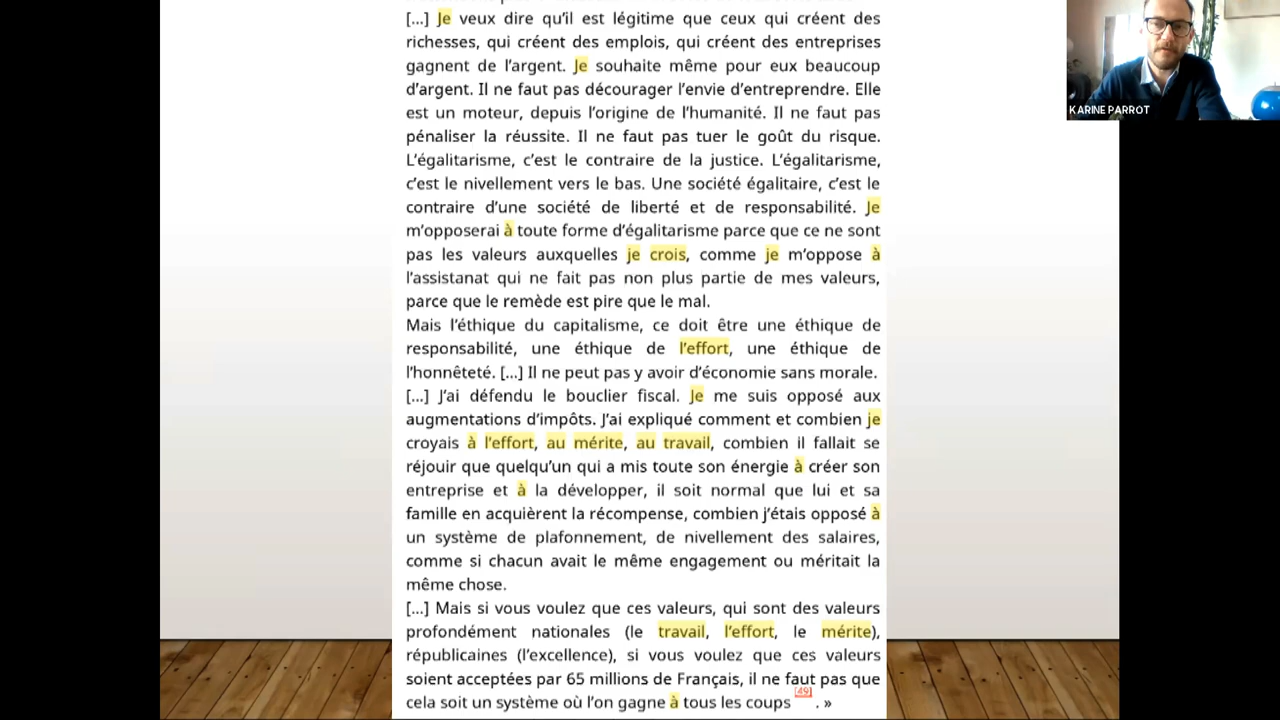 [...] Je veux dire qu'il est légitime que ceux qui créent des
richesses, qui créent des emplois, qui créent des entreprises
gagnent de l'argent. Je souhaite même pour eux beaucoup
d'argent. Il ne faut pas décourager l'envie d'entreprendre. Elle
est un moteur, depuis l'origine de l'humanité. Il ne faut pas
pénaliser la réussite. Il ne faut pas tuer le goût du risque.
L'égalitarisme, c'est le contraire de la justice. L'égalitarisme,
c'est le nivellement vers le bas. Une société égalitaire, c'est le
contraire d'une société de liberté et de responsabilité. Je
m'opposerai à toute forme d'égalitarisme parce que ce ne sont
pas les valeurs auxquelles je crois, comme je m'oppose à
l'assistanat qui ne fait pas non plus partie de mes valeurs,
parce que le remède est pire que le mal.
Mais l'éthique du capitalisme, ce doit être une éthique de
responsabilité, une éthique de l'effort, une éthique de
l'honnêteté. [...] Il ne peut pas y avoir d'économie sans morale.
[...] J'ai défendu le bouclier fiscal. Je me suis opposé aux
augmentations d'impôts. J'ai expliqué comment et combien je
croyais à l'effort, au mérite, au travail, combien il fallait se
réjouir que quelqu'un qui a mis toute son énergie à créer son
entreprise et à la développer, il soit normal que lui et sa
famille en acquièrent la récompense, combien j'étais opposé à
un système de plafonnement, de nivellement des salaires,
comme si chacun avait le même engagement ou méritait la
même chose.
[...] Mais si vous voulez que ces valeurs, qui sont des valeurs
profondément nationales (le travail, l'effort, le mérite),
républicaines (l'excellence), si vous voulez que ces valeurs
soient acceptées par 65 millions de Français, il ne faut pas que
cela soit un système où l'on gagne à tous les coups [49]. »
KARINE PARROT